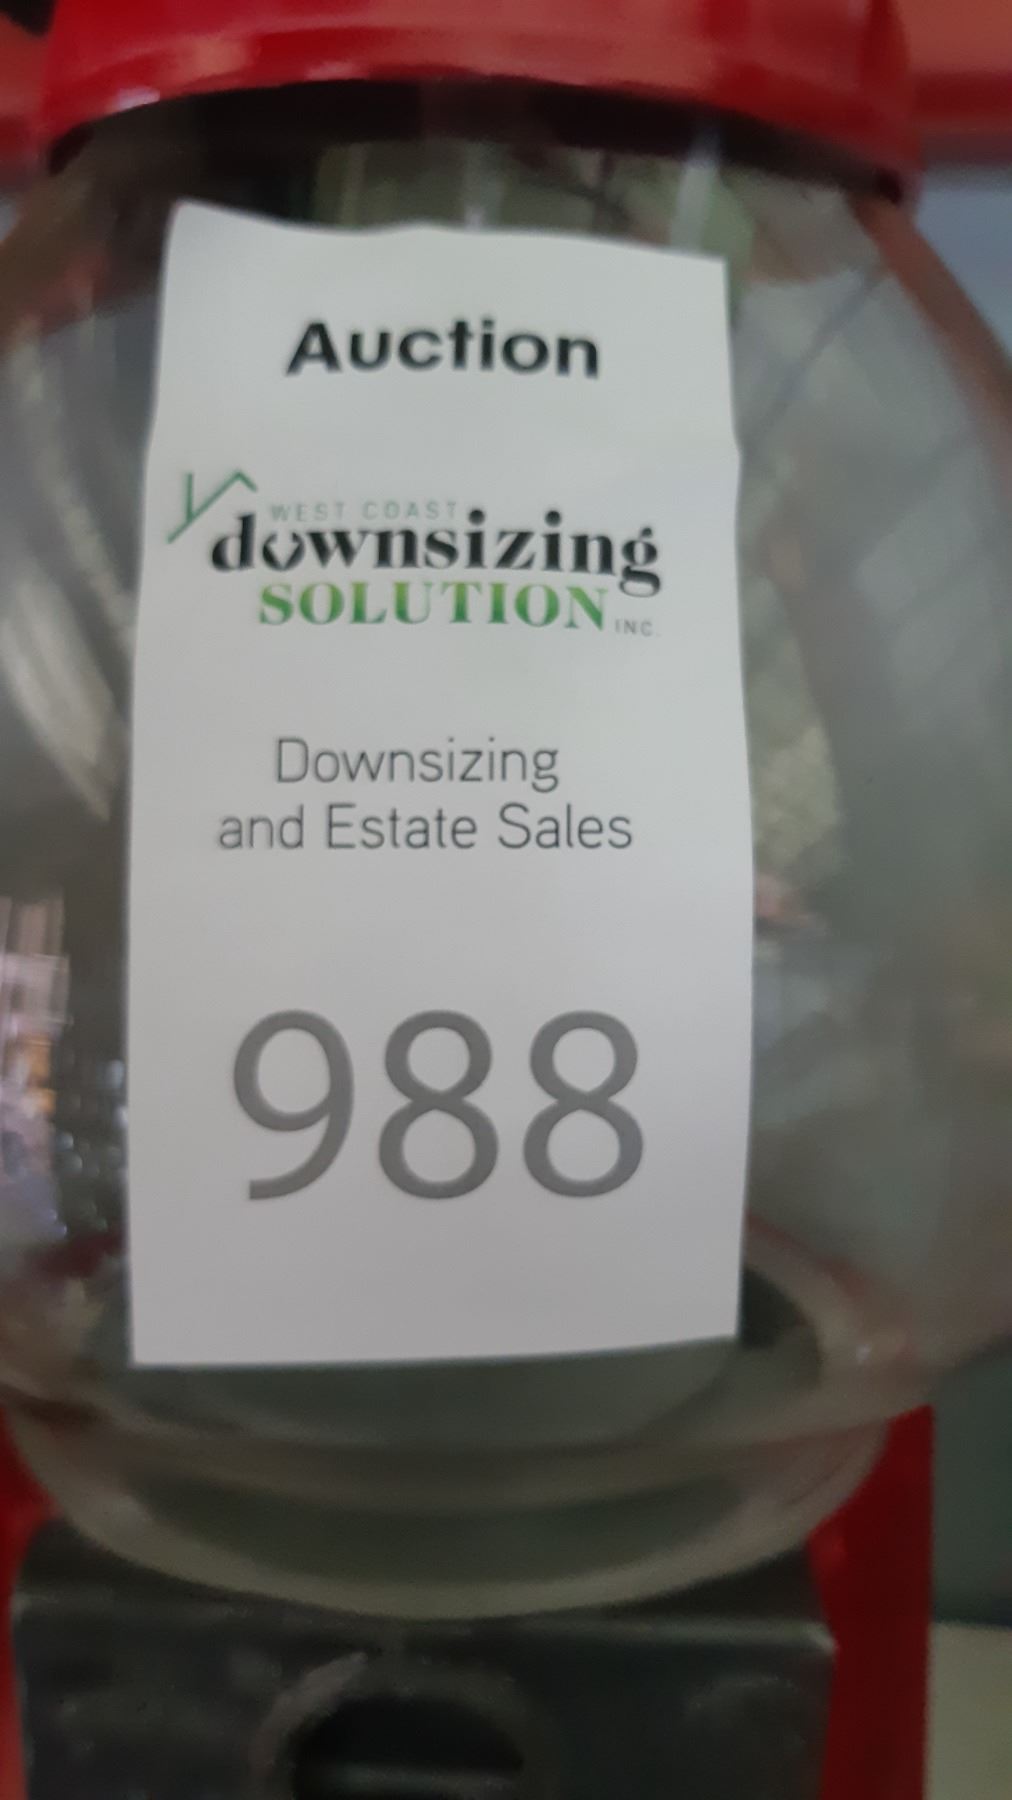 Auction
WEST COAST
downsizing
SOLUTION INC.
Downsizing
and Estate Sales
988